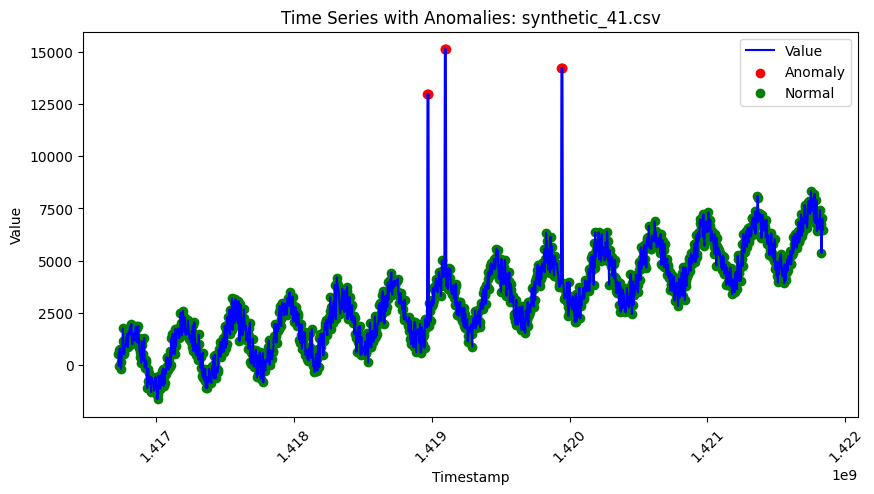 Time Series with Anomalies: synthetic_41.csv
Value
Anomaly
Normal
15000
12500
10000
7500
5000
2500
0
Value
1.417
1.418
1.419
1.420
1.421
1.422
1e9
Timestamp